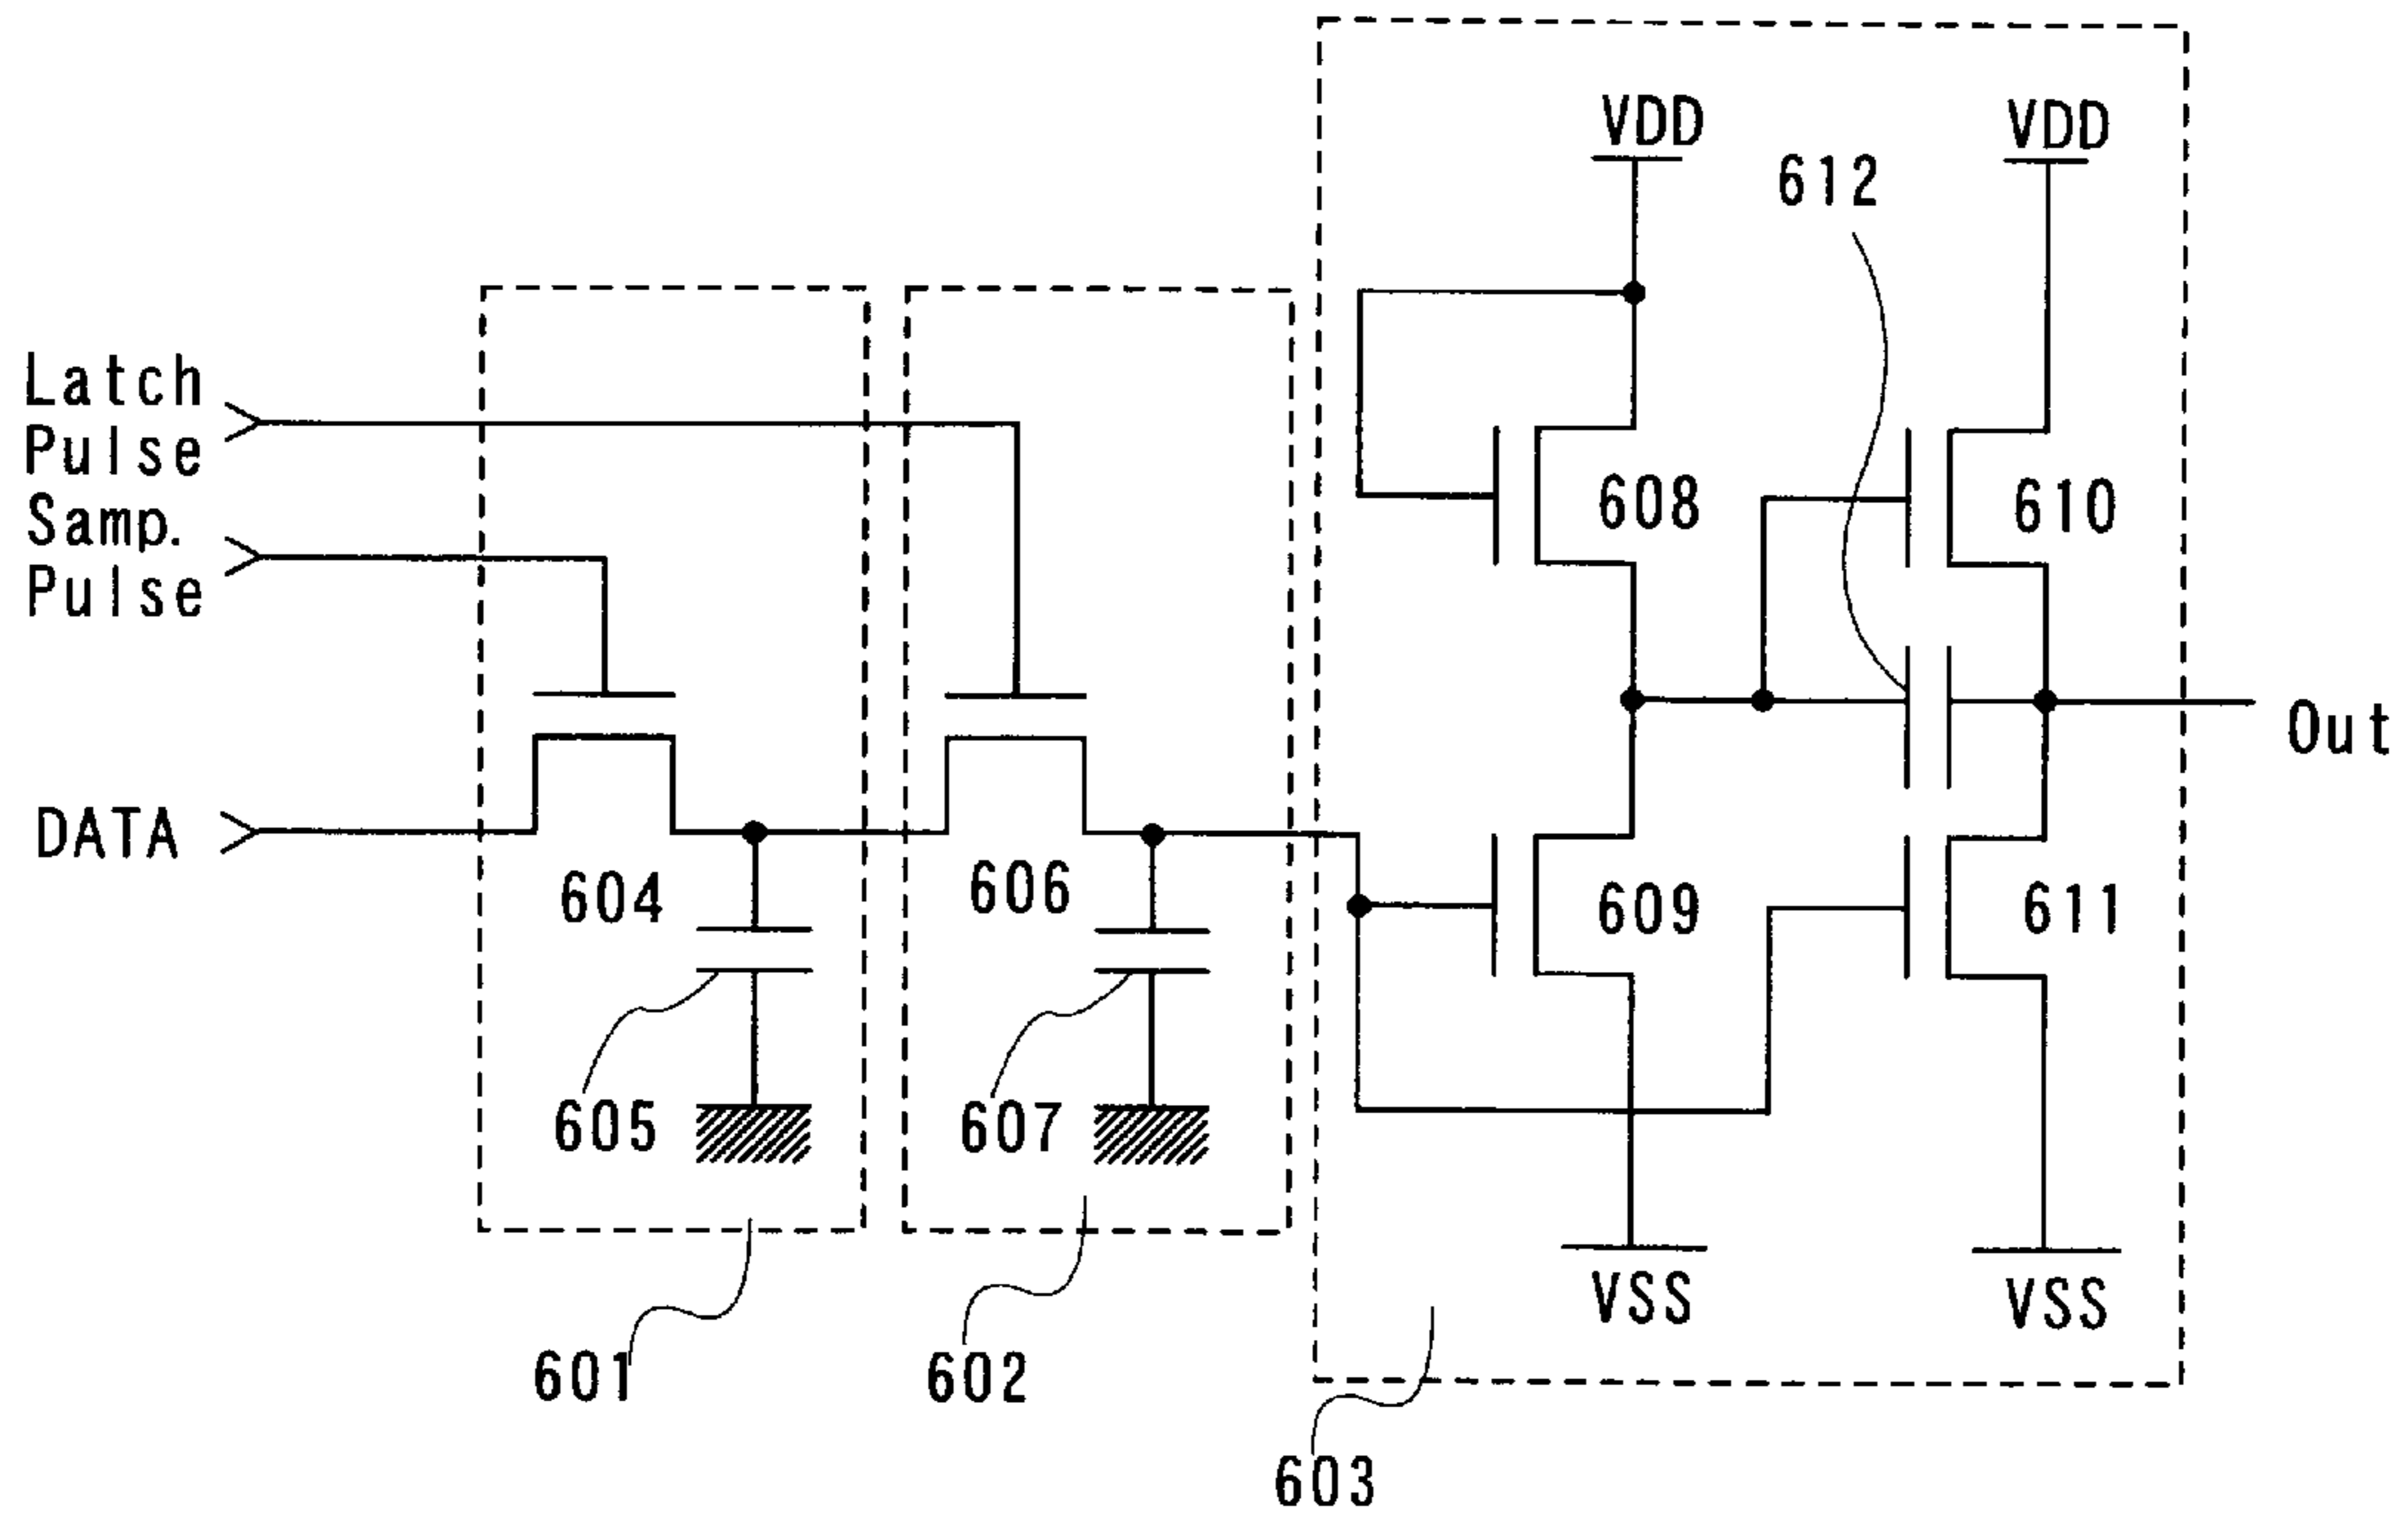 VDD
VDD
612
Latch
Pulse
Samp.
Pulse
608
610
Out
DATA
604
606
609
611
605
607
VSS
VSS
601
602
603